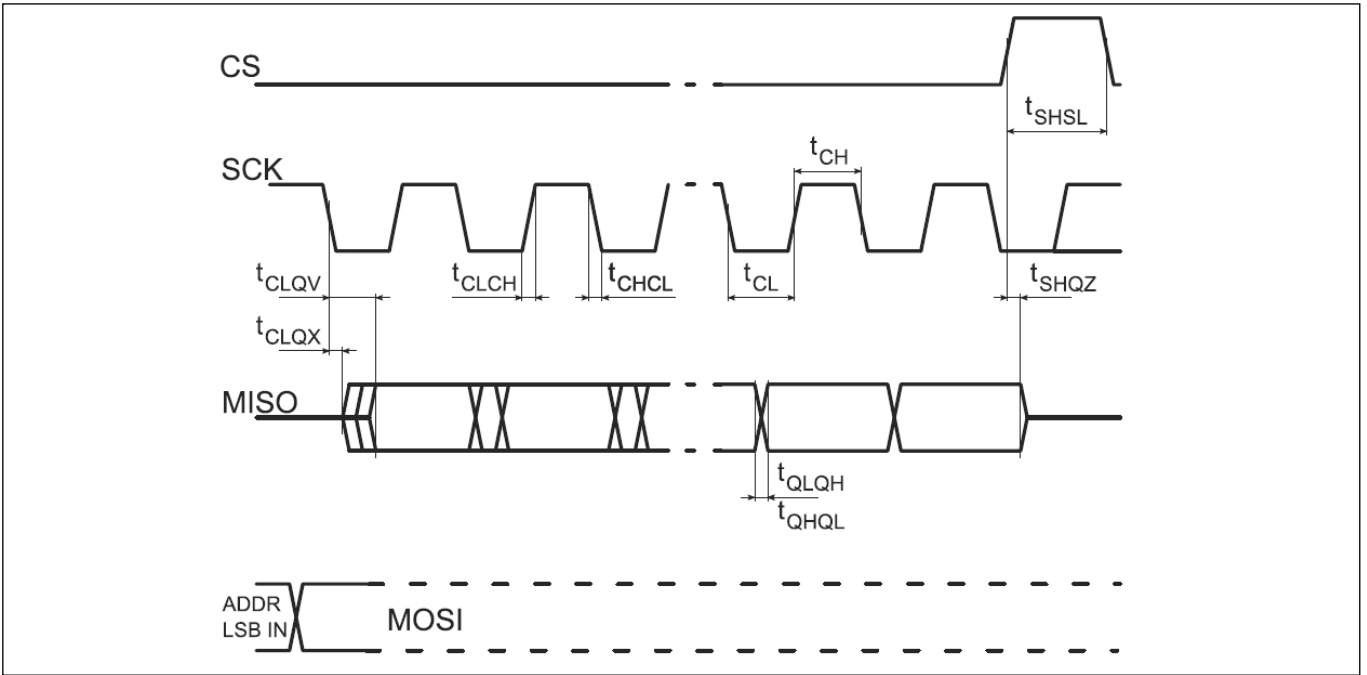 CS
tSHSL
tCH
SCK
tCLQV
tCLCH
tCHCL
tCL
tSHQZ
tCLQX
MISO
tQLQH
tQHQL
ADDR
LSB IN
MOSI